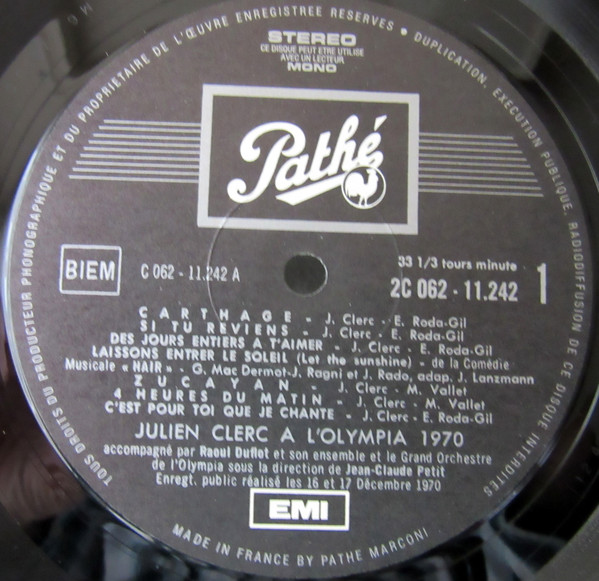 TOUS DROITS DU PRODUCTEUR PHONOGRAPHIQUE ET DU PROPRIETAIRE DE L'ŒUVRE ENREGISTREE RESERVES • DUPLICATION, EXECUTION PUBLIQUE, RADIODIFFUSION DE CE DISQUE INTERDITES
STEREO
CE DISQUE PEUT ETRE UTILISE
AVEC UN LECTEUR
MONO
Pathé
BIEM
C 062 - 11.242 A
33 1/3 tours minute
2C 062 - 11.242
1
CARTHAGE - J. Clerc - E. Roda-Gil
SI TU REVIENS - J. Clerc - E. Roda-Gil
DES JOURS ENTIERS A T'AIMER - J. Clerc - E. Roda-Gil
LAISSONS ENTRER LE SOLEIL (Let the sunshine) - de la Comédie
Musicale « HAIR » - G. Mac Dermot-J. Ragni et J. Rado, adap. J. Lanzmann
ZUCAYAN - J. Clerc - M. Vallet
4 HEURES DU MATIN - J. Clerc - M. Vallet
C'EST POUR TOI QUE JE CHANTE - J. Clerc - E. Roda-Gil
JULIEN CLERC A L'OLYMPIA 1970
accompagné par Raoul Duflot et son ensemble et le Grand Orchestre
de l'Olympia sous la direction de Jean-Claude Petit
Enregt. public réalisé les 16 et 17 Décembre 1970
EMI
MADE IN FRANCE BY PATHE MARCONI